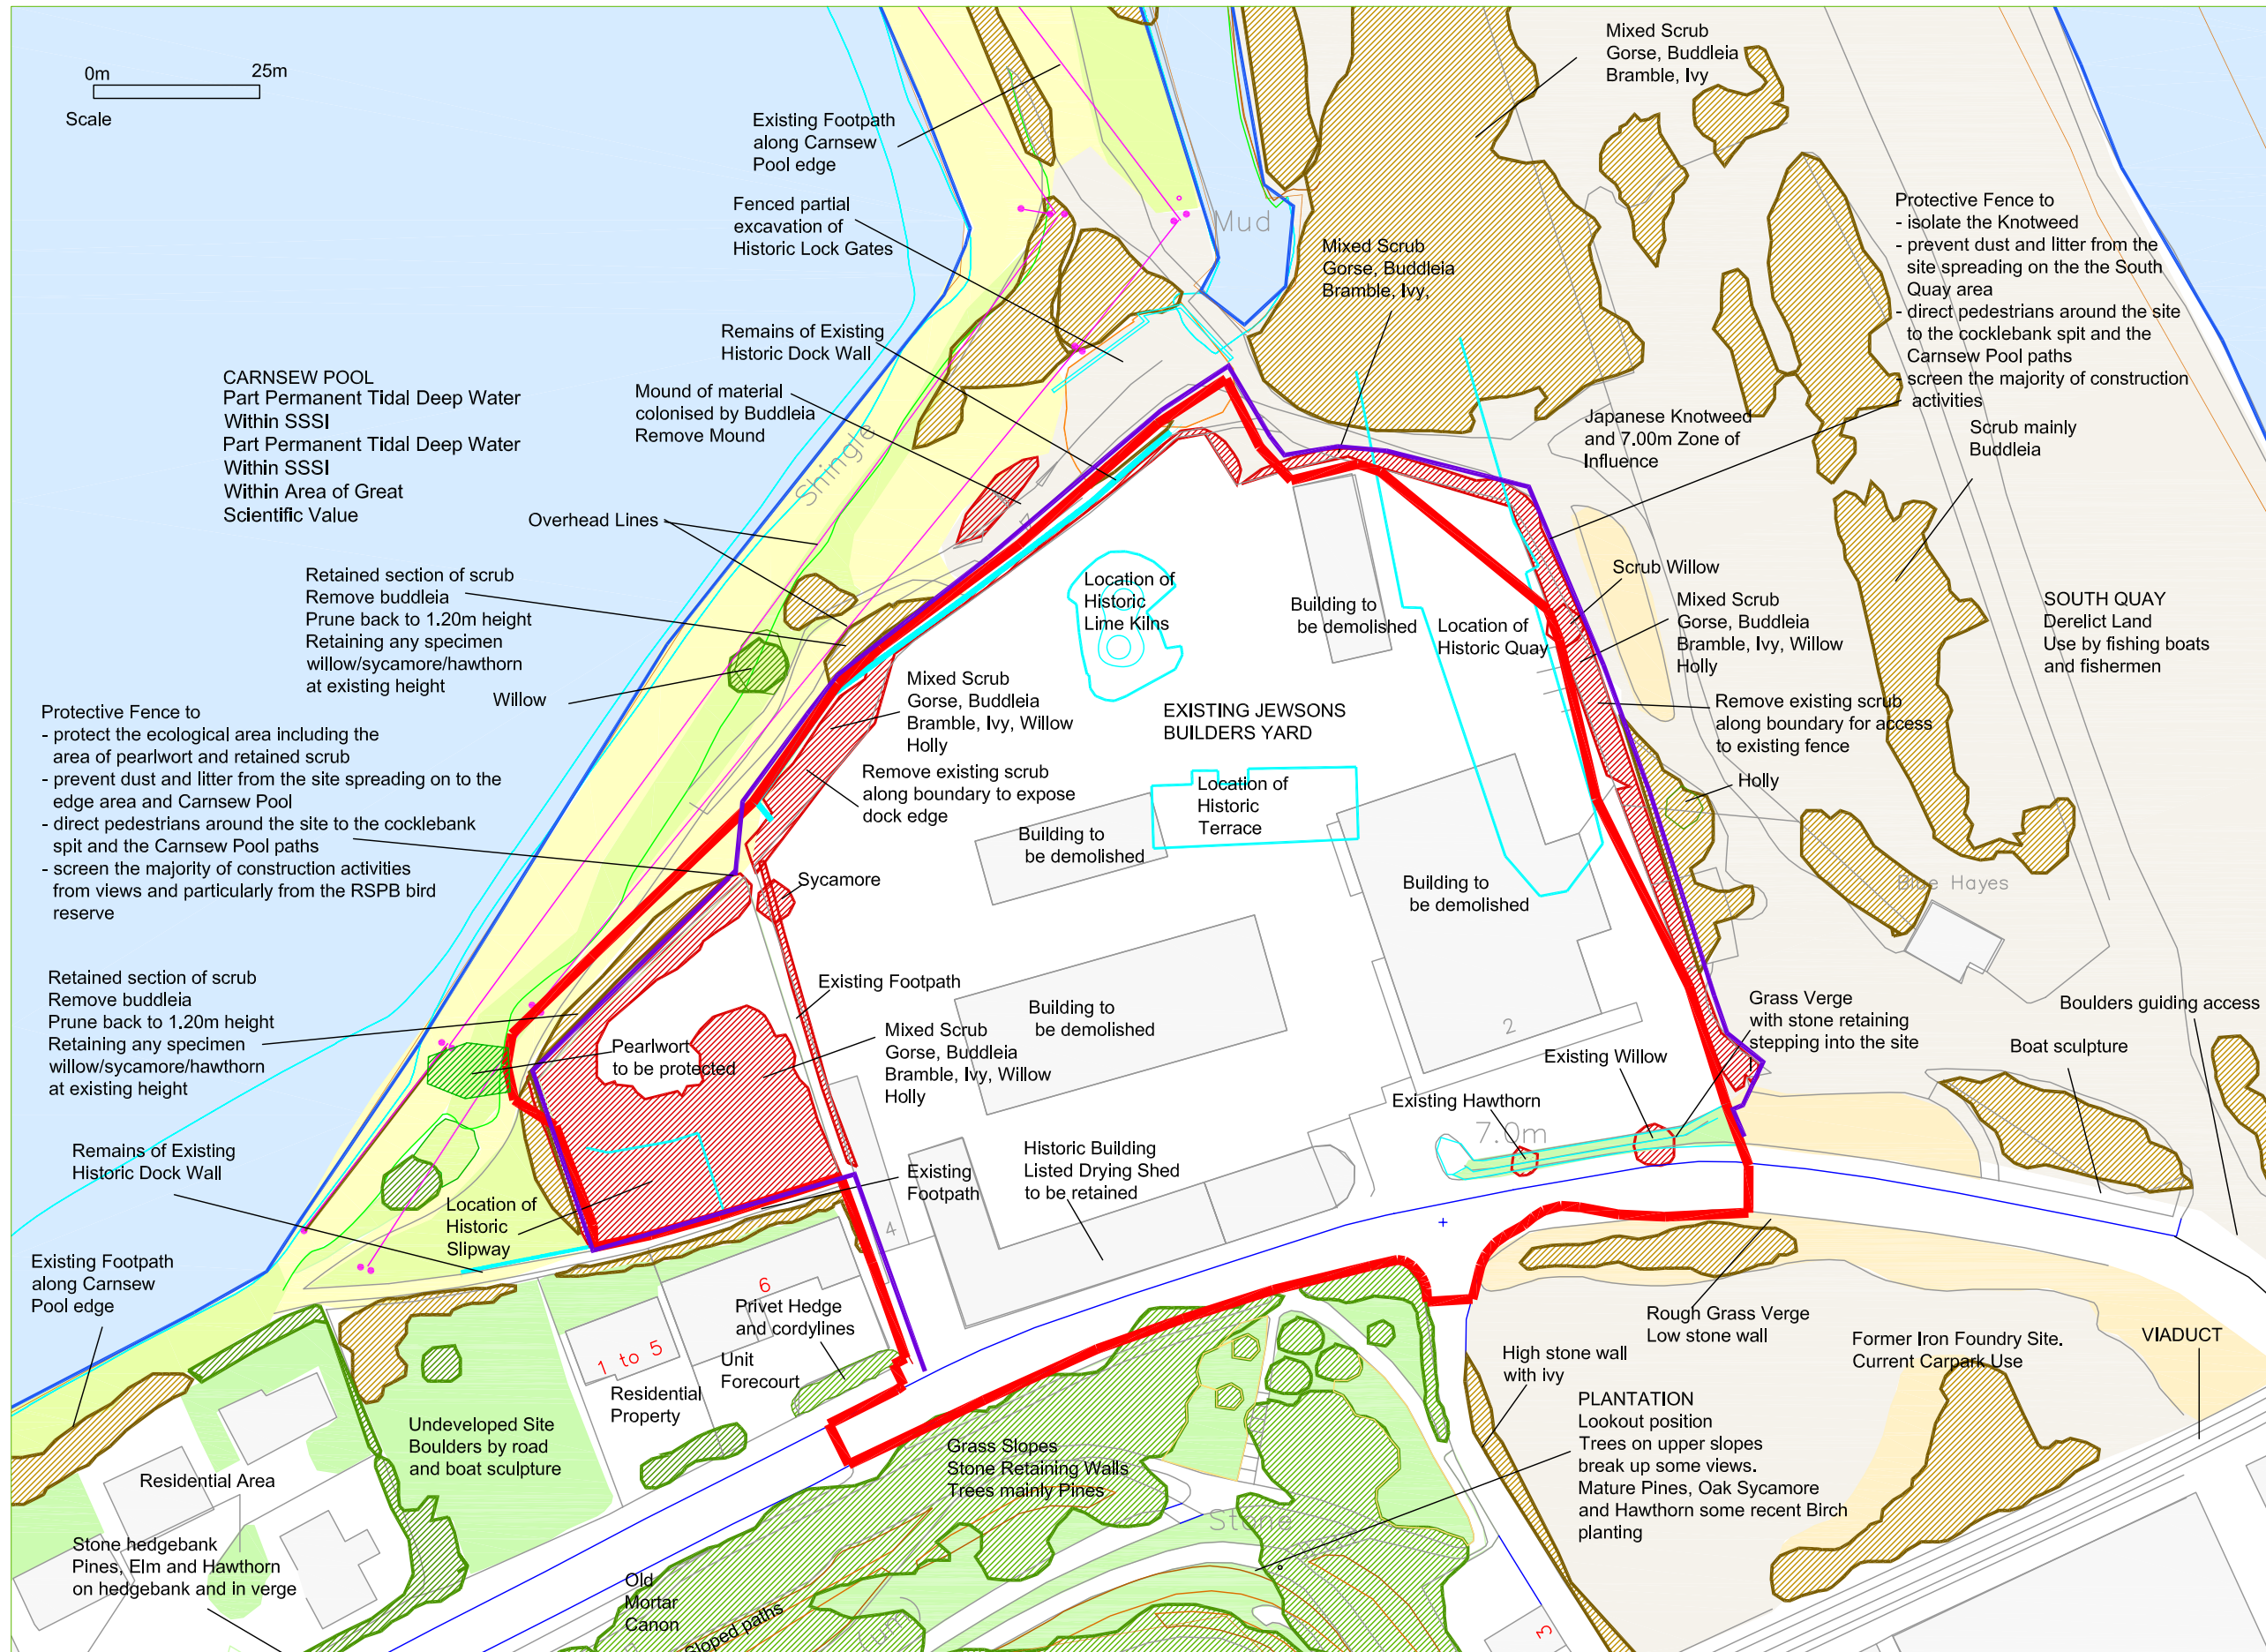 0m 25m
Scale
Existing Footpath
along Carnsew
Pool edge
Fenced partial
excavation of
Historic Lock Gates
Remains of Existing
Historic Dock Wall
Mound of material
colonised by Buddleia
Remove Mound
Overhead Lines
CARNSEW POOL
Part Permanent Tidal Deep Water
Within SSSI
Part Permanent Tidal Deep Water
Within SSSI
Within Area of Great
Scientific Value
Shingle
Mud
Mixed Scrub
Gorse, Buddleia
Bramble, Ivy
Mixed Scrub
Gorse, Buddleia
Bramble, Ivy,
Protective Fence to
- isolate the Knotweed
- prevent dust and litter from the
site spreading on the the South
Quay area
- direct pedestrians around the site
to the cocklebank spit and the
Carnsew Pool paths
- screen the majority of construction
activities
Japanese Knotweed
and 7.00m Zone of
Influence
Scrub mainly
Buddleia
Retained section of scrub
Remove buddleia
Prune back to 1.20m height
Retaining any specimen
willow/sycamore/hawthorn
at existing height
Willow
Location of
Historic
Lime Kilns
Building to
be demolished
Location of
Historic Quay
Scrub Willow
Mixed Scrub
Gorse, Buddleia
Bramble, Ivy, Willow
Holly
SOUTH QUAY
Derelict Land
Use by fishing boats
and fishermen
Remove existing scrub
along boundary for access
to existing fence
Holly
Protective Fence to
- protect the ecological area including the
area of pearlwort and retained scrub
- prevent dust and litter from the site spreading on to the
edge area and Carnsew Pool
- direct pedestrians around the site to the cocklebank
spit and the Carnsew Pool paths
- screen the majority of construction activities
from views and particularly from the RSPB bird
reserve
Mixed Scrub
Gorse, Buddleia
Bramble, Ivy, Willow
Holly
Remove existing scrub
along boundary to expose
dock edge
EXISTING JEWSONS
BUILDERS YARD
Location of
Historic
Terrace
Building to
be demolished
Building to
be demolished
Sycamore
Blue Hayes
Existing Footpath
Building to
be demolished
2
Retained section of scrub
Remove buddleia
Prune back to 1.20m height
Retaining any specimen
willow/sycamore/hawthorn
at existing height
Pearlwort
to be protected
Mixed Scrub
Gorse, Buddleia
Bramble, Ivy, Willow
Holly
Grass Verge
with stone retaining
stepping into the site
Existing Willow
Existing Hawthorn
7.0m
Boulders guiding access
Boat sculpture
Remains of Existing
Historic Dock Wall
Location of
Historic
Slipway
Existing
Footpath
Historic Building
Listed Drying Shed
to be retained
4
Existing Footpath
along Carnsew
Pool edge
6
1 to 5
Privet Hedge
and cordylines
Unit
Forecourt
Residential
Property
Undeveloped Site
Boulders by road
and boat sculpture
Residential Area
Stone hedgebank
Pines, Elm and Hawthorn
on hedgebank and in verge
Rough Grass Verge
Low stone wall
Former Iron Foundry Site.
Current Carpark Use
VIADUCT
High stone wall
with ivy
PLANTATION
Lookout position
Trees on upper slopes
break up some views.
Mature Pines, Oak Sycamore
and Hawthorn some recent Birch
planting
Grass Slopes
Stone Retaining Walls
Trees mainly Pines
Stone
Old
Mortar
Canon
Sloped paths
3